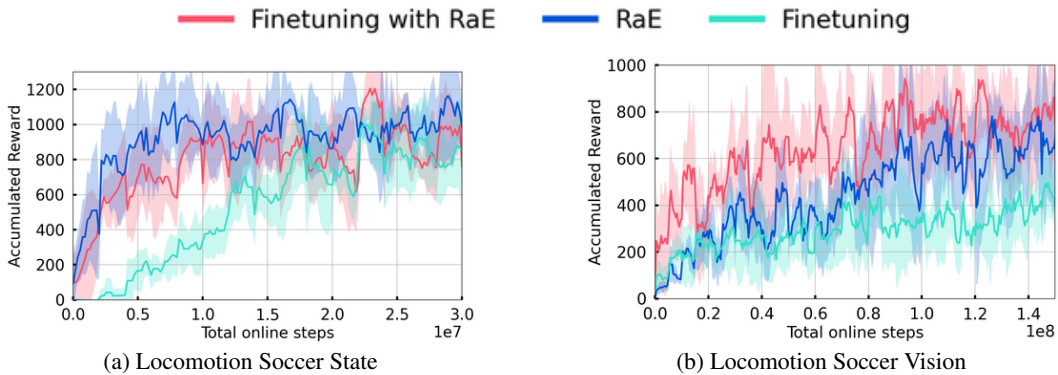 Finetuning with RaE RaE Finetuning
1200
1000
800
600
400
200
0
Accumulated Reward
0.0 0.5 1.0 1.5 2.0 2.5 3.0
Total online steps 1e7
(a) Locomotion Soccer State
1000
800
600
400
200
0
Accumulated Reward
0.0 0.2 0.4 0.6 0.8 1.0 1.2 1.4
Total online steps 1e8
(b) Locomotion Soccer Vision